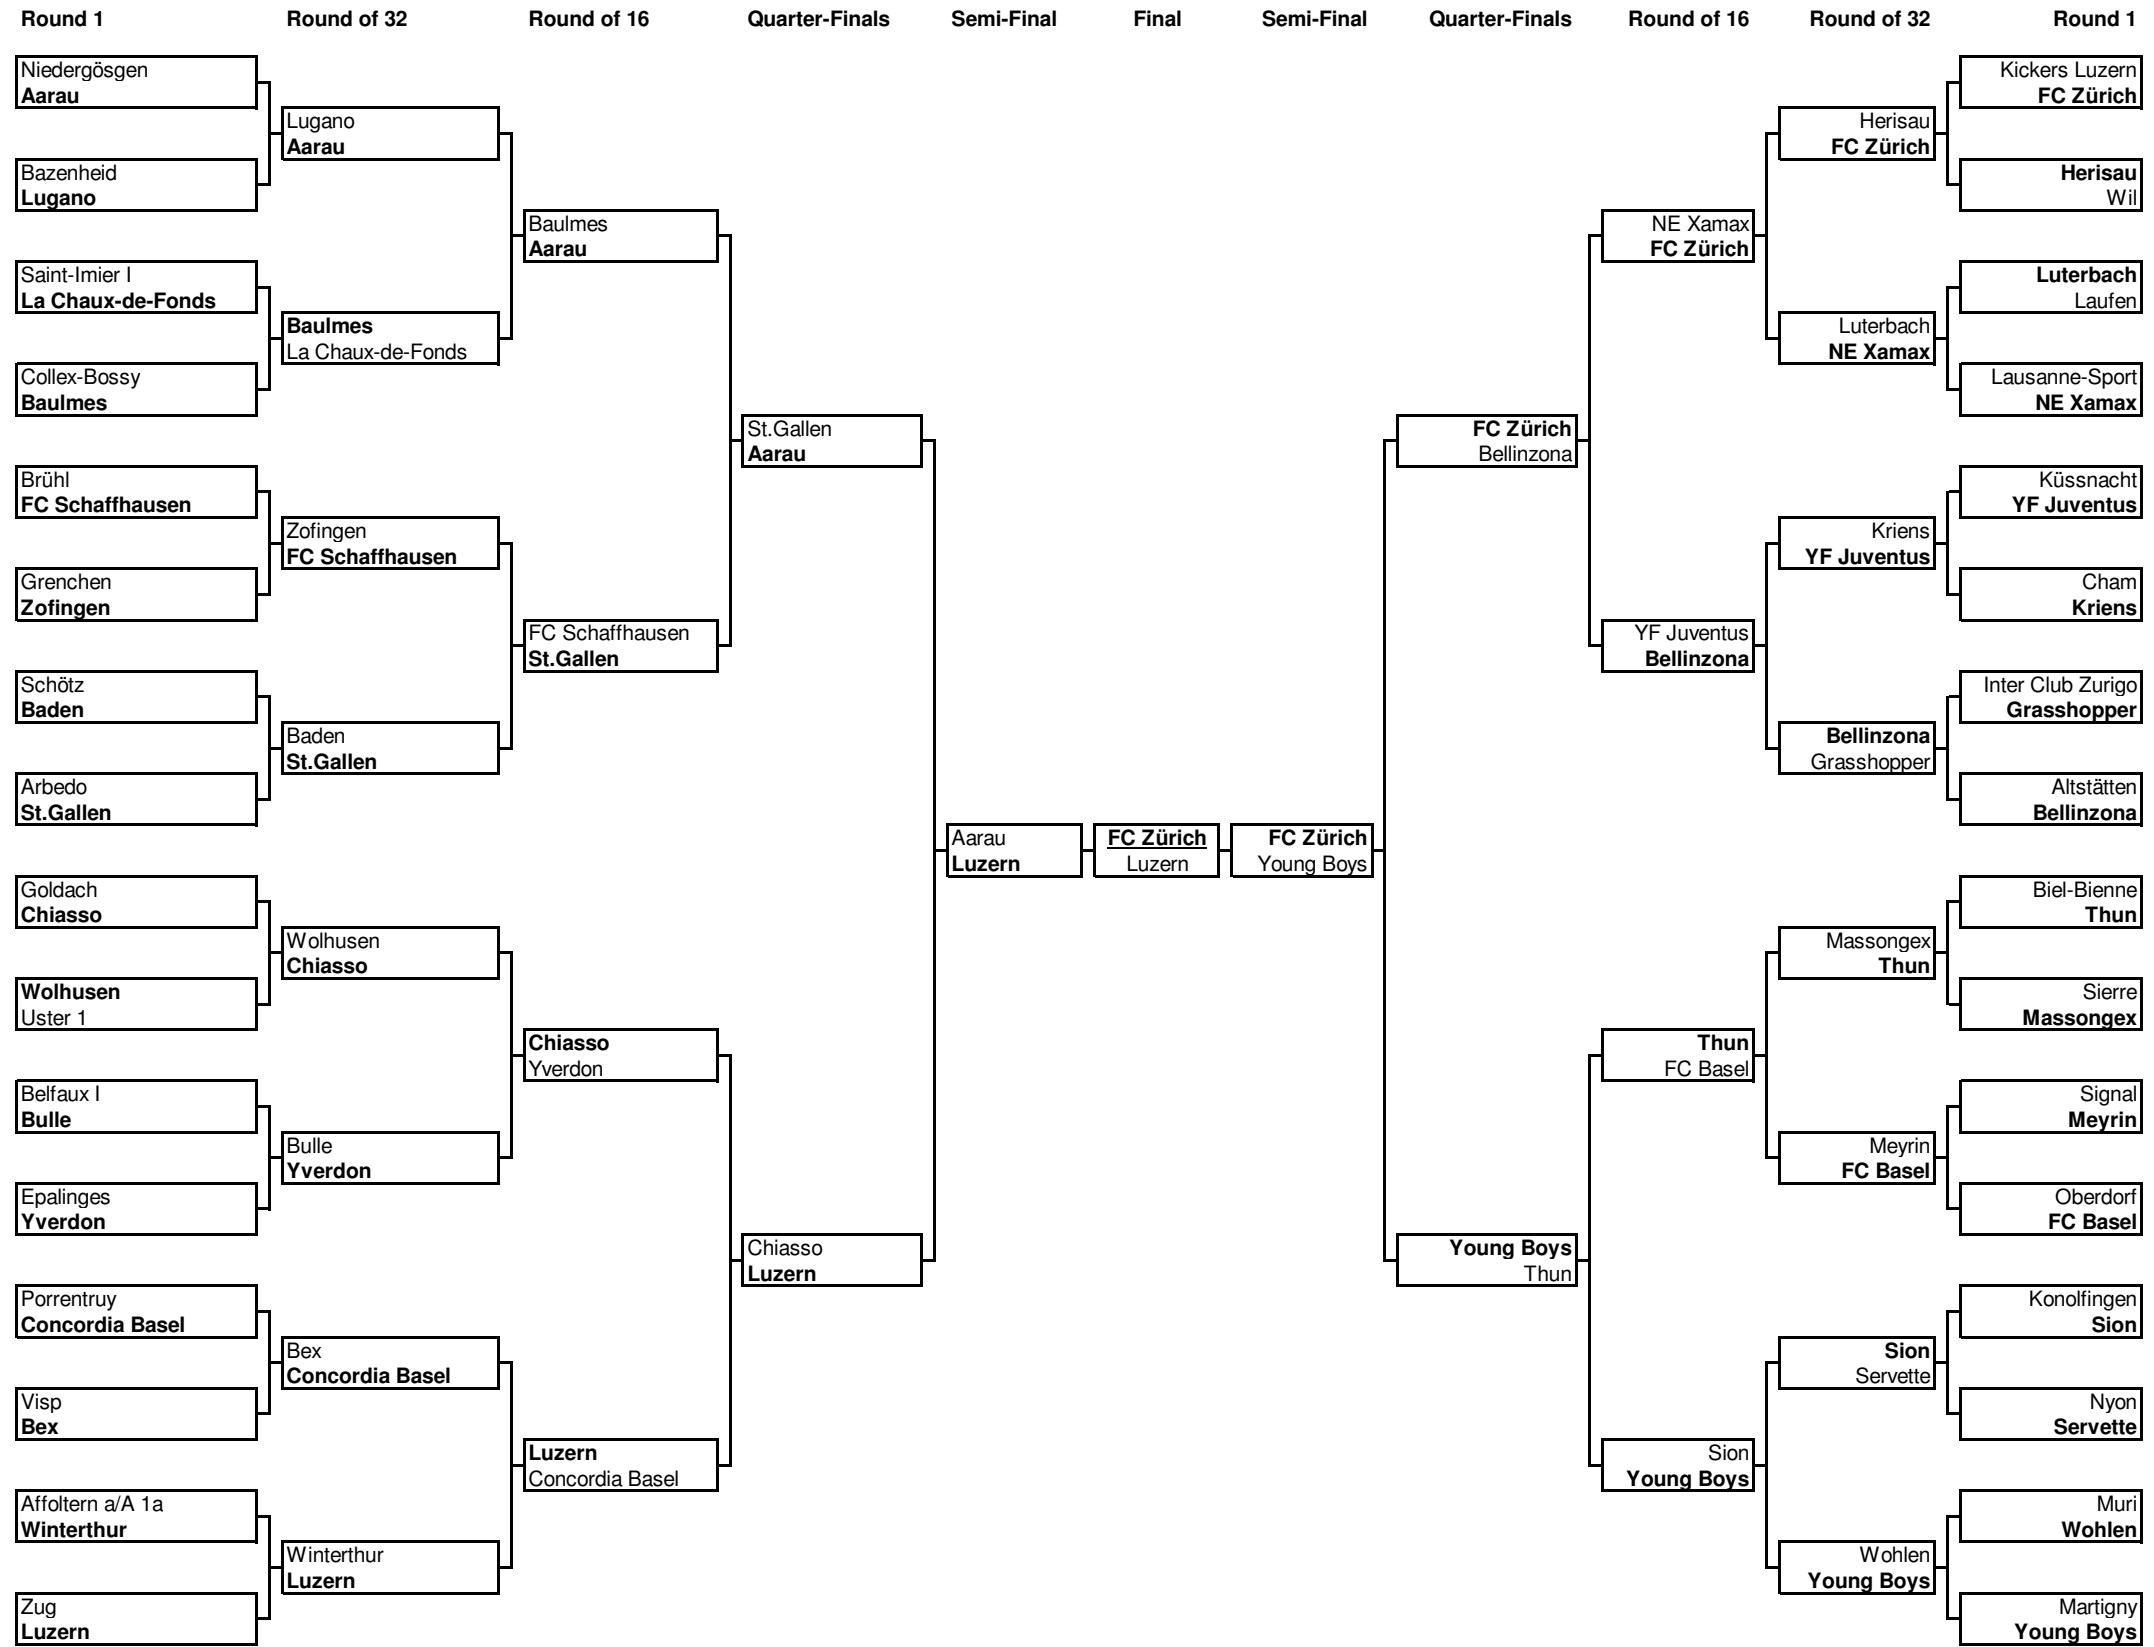 Round 1
Round of 32
Round of 16
Quarter-Finals
Semi-Final
Final
Semi-Final
Quarter-Finals
Round of 16
Round of 32
Round 1
Niedergösgen
Aarau
Bazenheid
Lugano
Saint-Imier I
La Chaux-de-Fonds
Collex-Bossy
Baulmes
Brühl
FC Schaffhausen
Grenchen
Zofingen
Schötz
Baden
Arbedo
St.Gallen
Goldach
Chiasso
Wolhusen
Uster 1
Belfaux I
Bulle
Epalinges
Yverdon
Porrentruy
Concordia Basel
Visp
Bex
Affoltern a/A 1a
Winterthur
Zug
Luzern
Lugano
Aarau
Baulmes
La Chaux-de-Fonds
Zofingen
FC Schaffhausen
Baden
St.Gallen
Wolhusen
Chiasso
Bulle
Yverdon
Bex
Concordia Basel
Winterthur
Luzern
Baulmes
Aarau
FC Schaffhausen
St.Gallen
Chiasso
Yverdon
Luzern
Concordia Basel
St.Gallen
Aarau
Chiasso
Luzern
Aarau
Luzern
FC Zürich
Luzern
FC Zürich
Young Boys
FC Zürich
Bellinzona
Young Boys
Thun
NE Xamax
FC Zürich
YF Juventus
Bellinzona
Thun
FC Basel
Sion
Young Boys
Herisau
FC Zürich
Luterbach
NE Xamax
Kriens
YF Juventus
Bellinzona
Grasshopper
Massongex
Thun
Meyrin
FC Basel
Sion
Servette
Wohlen
Young Boys
Kickers Luzern
FC Zürich
Herisau
Wil
Luterbach
Laufen
Lausanne-Sport
NE Xamax
Küssnacht
YF Juventus
Cham
Kriens
Inter Club Zurigo
Grasshopper
Altstätten
Bellinzona
Biel-Bienne
Thun
Sierre
Massongex
Signal
Meyrin
Oberdorf
FC Basel
Konolfingen
Sion
Nyon
Servette
Muri
Wohlen
Martigny
Young Boys